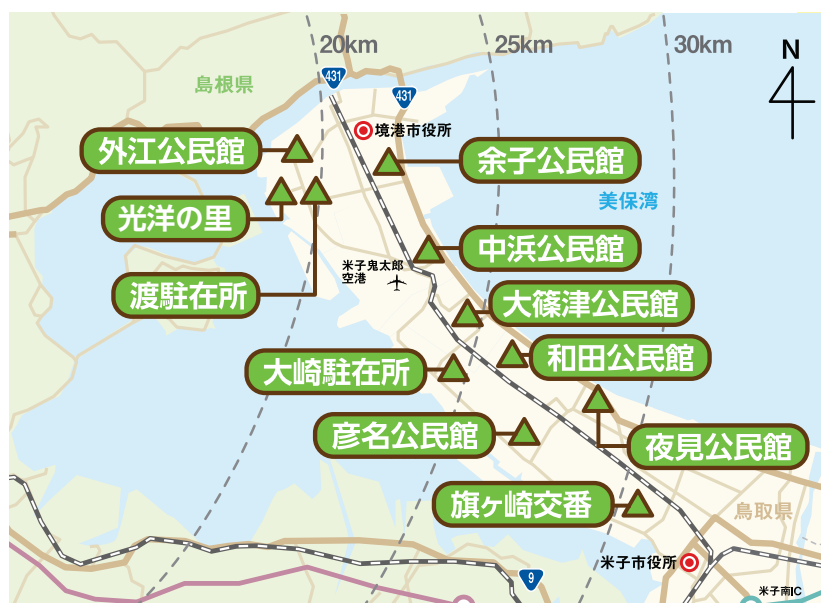 20km
25km
30km
N
431
431
島根県
境港市役所
外江公民館
余子公民館
光洋の里
美保湾
中浜公民館
渡駐在所
米子鬼太郎
空港
大篠津公民館
大崎駐在所
和田公民館
彦名公民館
夜見公民館
旗ヶ崎交番
鳥取県
米子市役所
9
米子南IC